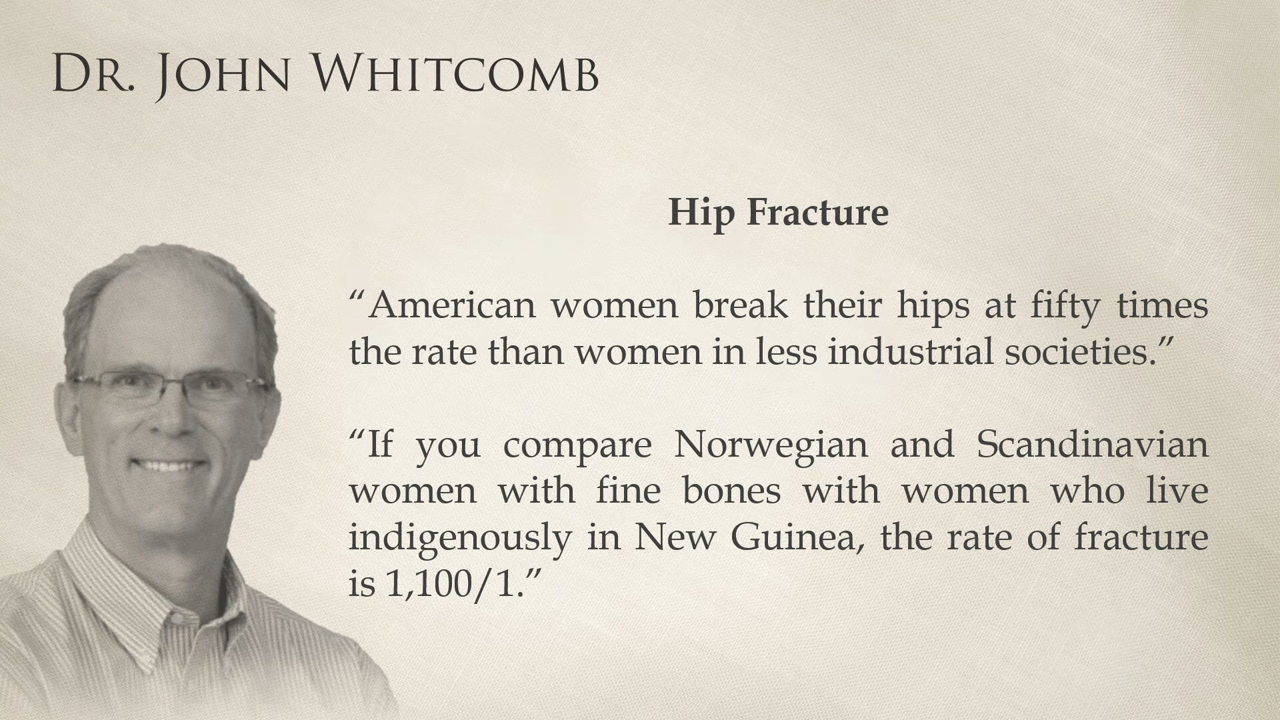 Dr. John Whitcomb
Hip Fracture
“American women break their hips at fifty times
the rate than women in less industrial societies.”
“If you compare Norwegian and Scandinavian
women with fine bones with women who live
indigenously in New Guinea, the rate of fracture
is 1,100/1.”